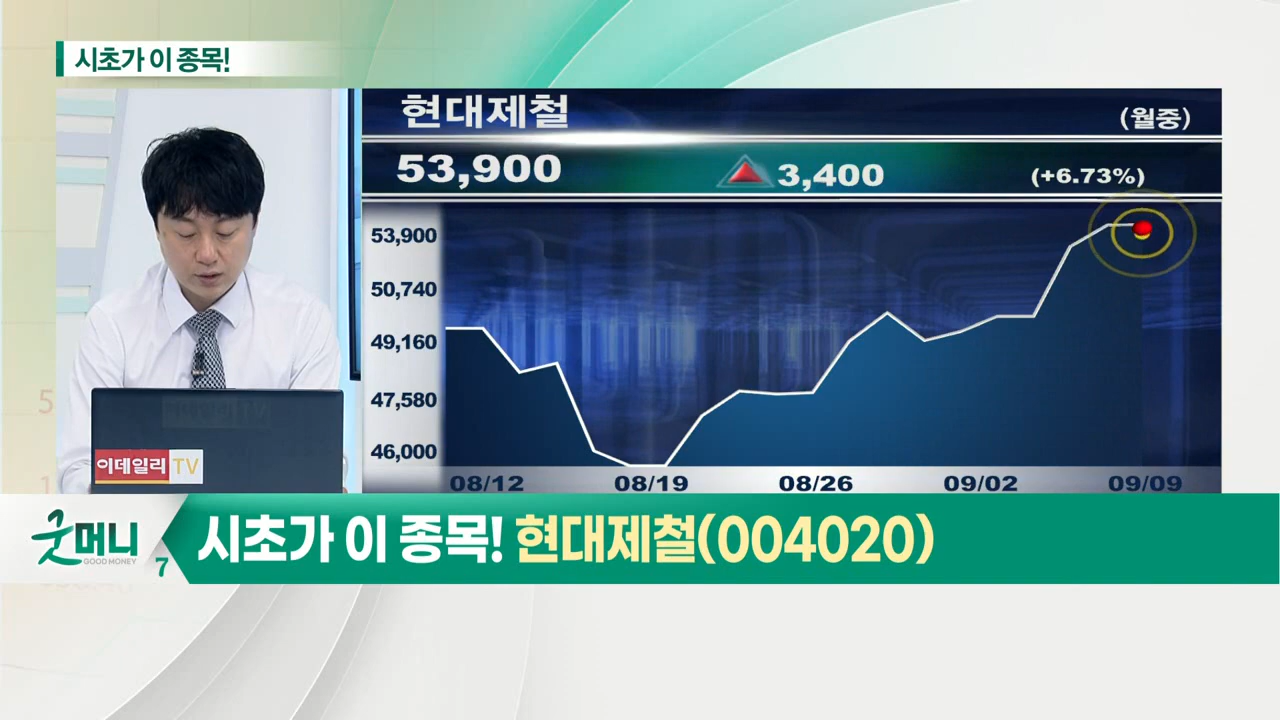 시초가 이 종목!
현대제철
(월중)
53,900
3,400
(+6.73%)
53,900
50,740
49,160
47,580
46,000
08/12
08/19
08/26
09/02
09/09
이데일리 TV
굿머니
GOOD MONEY
7
시초가 이 종목! 현대제철(004020)